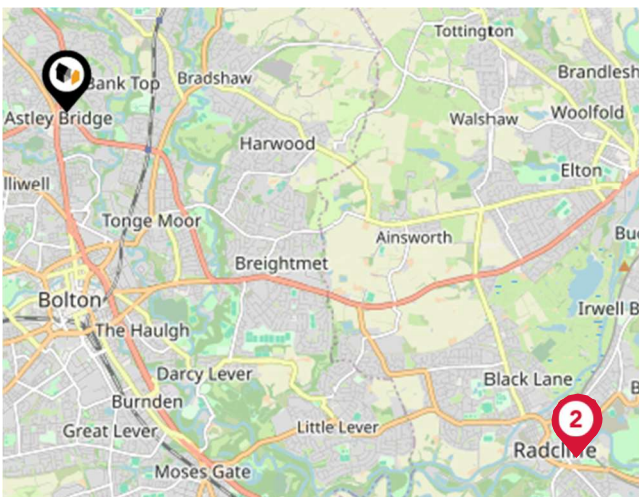 Tottington
Bank Top
Bradshaw
Brandlesh
Astley Bridge
Walshaw
Woolfold
Harwood
Elton
lliwell
Tonge Moor
Ainsworth
Bu
Breightmet
Bolton
Irwell B
The Haulgh
Darcy Lever
Black Lane
B
Burnden
2
Great Lever
Little Lever
Radcliffe
Moses Gate